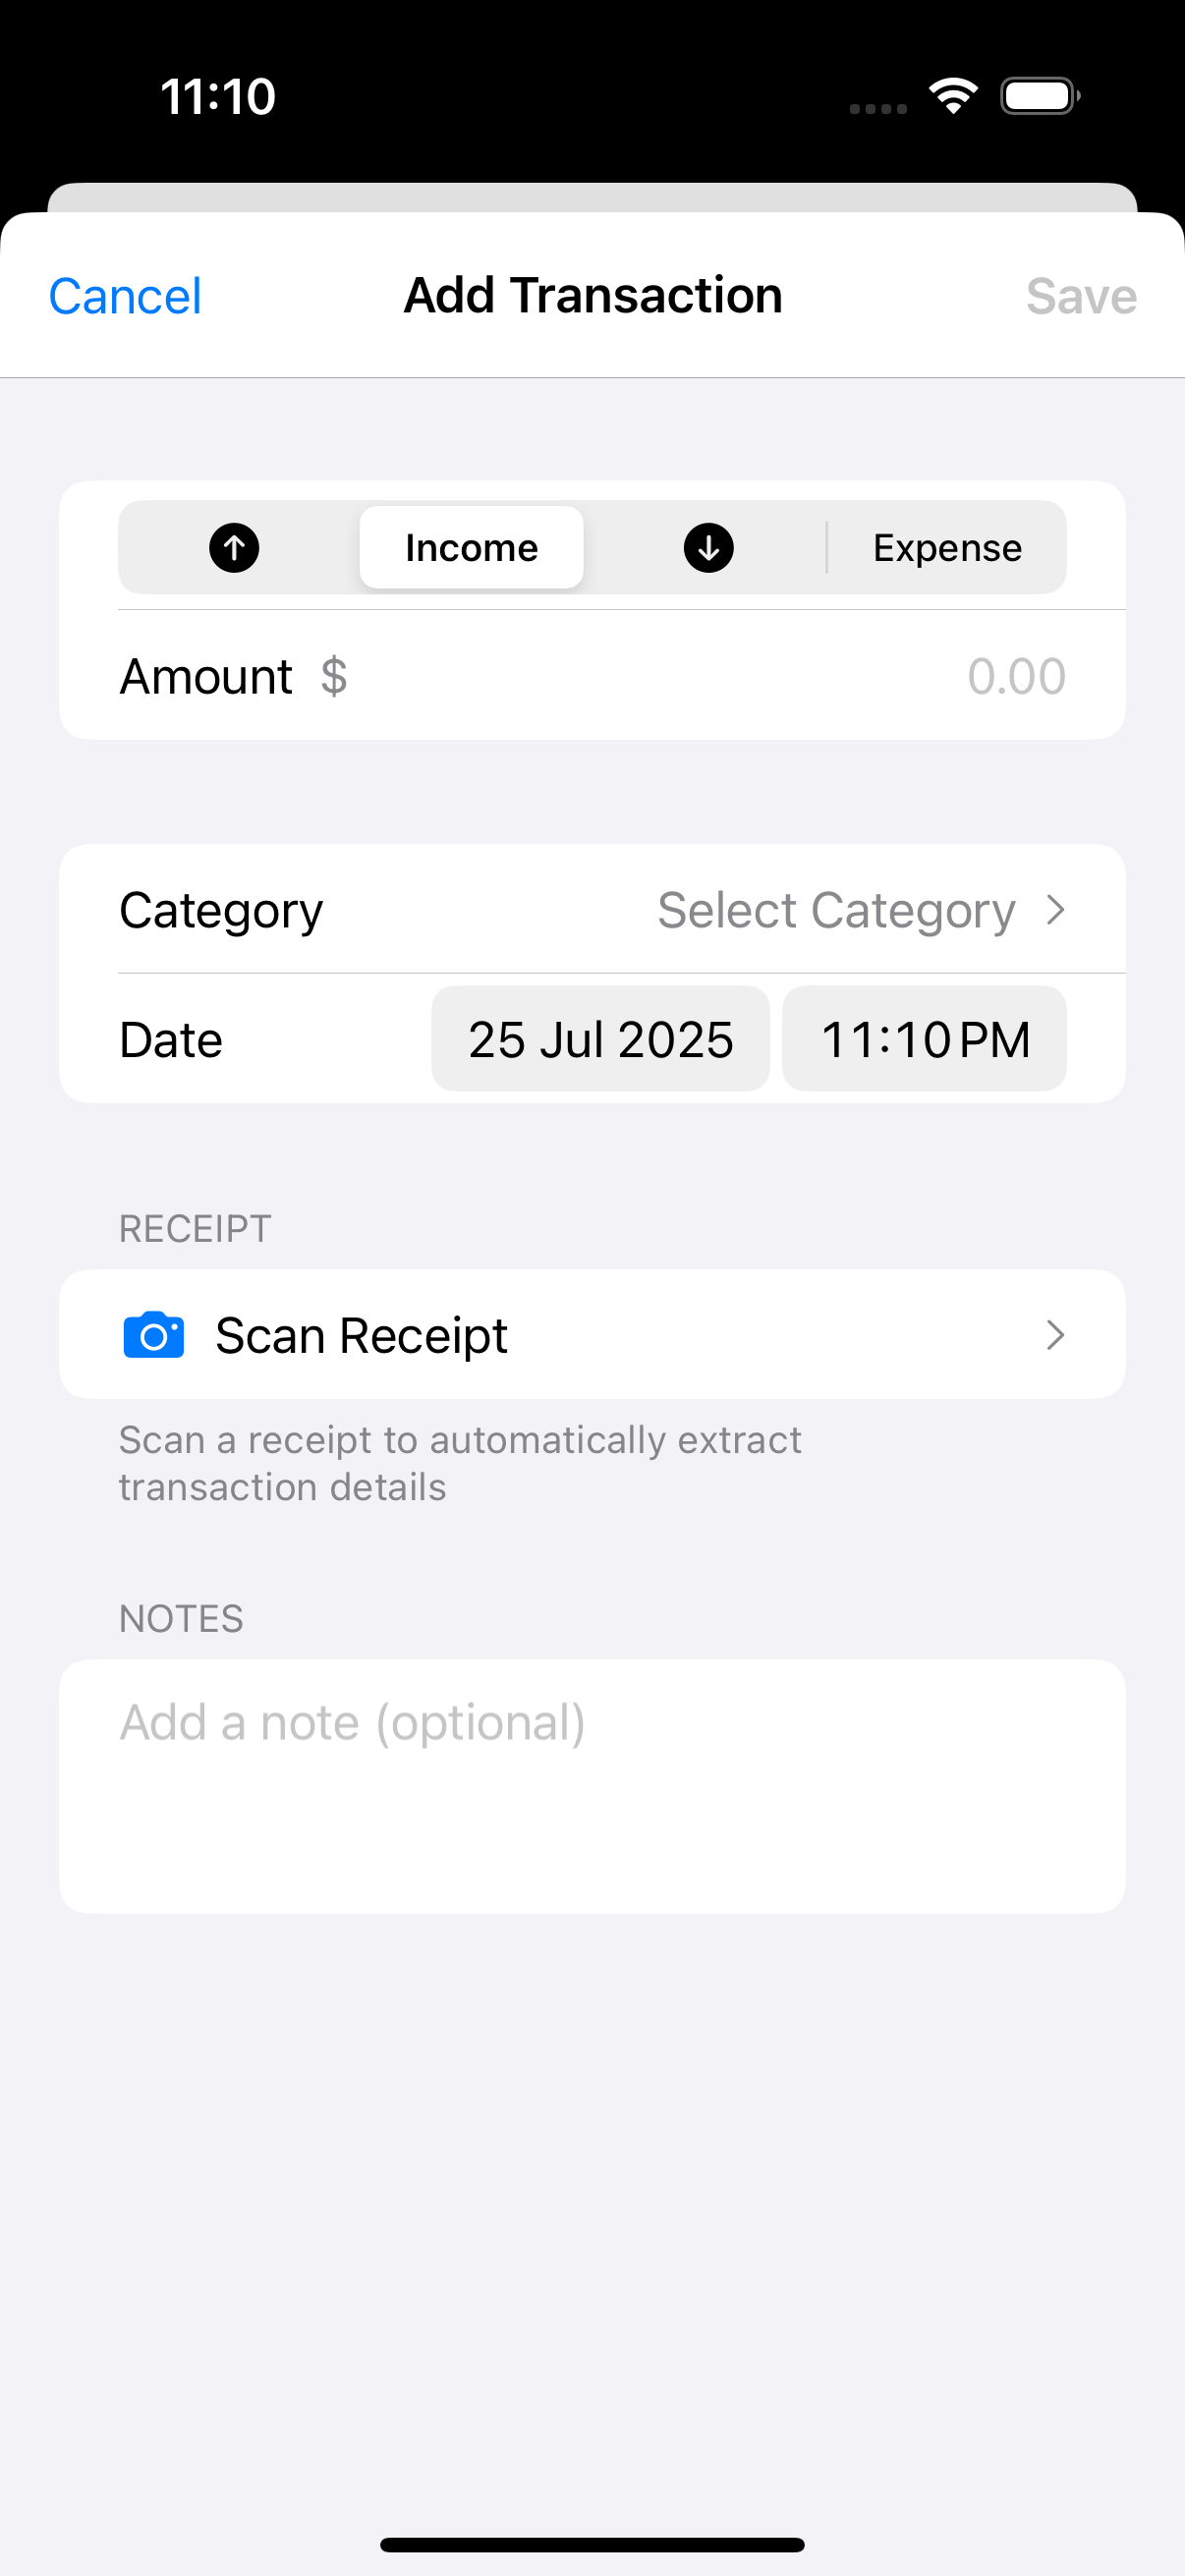 11:10
Cancel Add Transaction Save
Income Expense
Amount $ 0.00
Category Select Category
Date 25 Jul 2025 11:10 PM
RECEIPT
Scan Receipt
Scan a receipt to automatically extract
transaction details
NOTES
Add a note (optional)